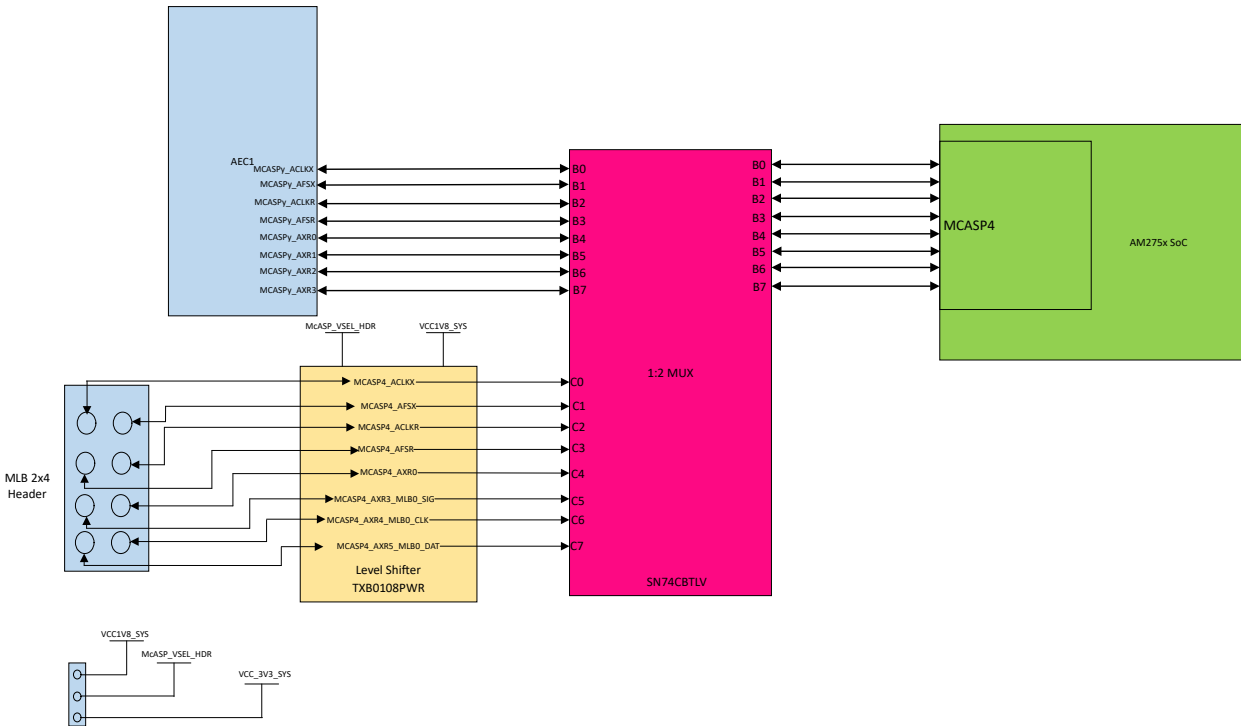 AEC1
MCASPy_ACLKX
MCASPy_AFSX
MCASPy_ACLKR
MCASPy_AFSR
MCASPy_AXR0
MCASPy_AXR1
MCASPy_AXR2
MCASPy_AXR3
B0
B1
B2
B3
B4
B5
B6
B7
B0
B1
B2
B3
B4
B5
B6
B7
MCASP4
AM275x SoC
McASP_VSEL_HDR
VCC1V8_SYS
MCASP4_ACLKX
MCASP4_AFSX
MCASP4_ACLKR
MCASP4_AFSR
MCASP4_AXR0
MCASP4_AXR3_MLB0_SIG
MCASP4_AXR4_MLB0_CLK
MCASP4_AXR5_MLB0_DAT
Level Shifter
TXB0108PWR
C0
C1
C2
C3
C4
C5
C6
C7
1:2 MUX
SN74CBTLV
MLB 2x4
Header
VCC1V8_SYS
McASP_VSEL_HDR
VCC_3V3_SYS